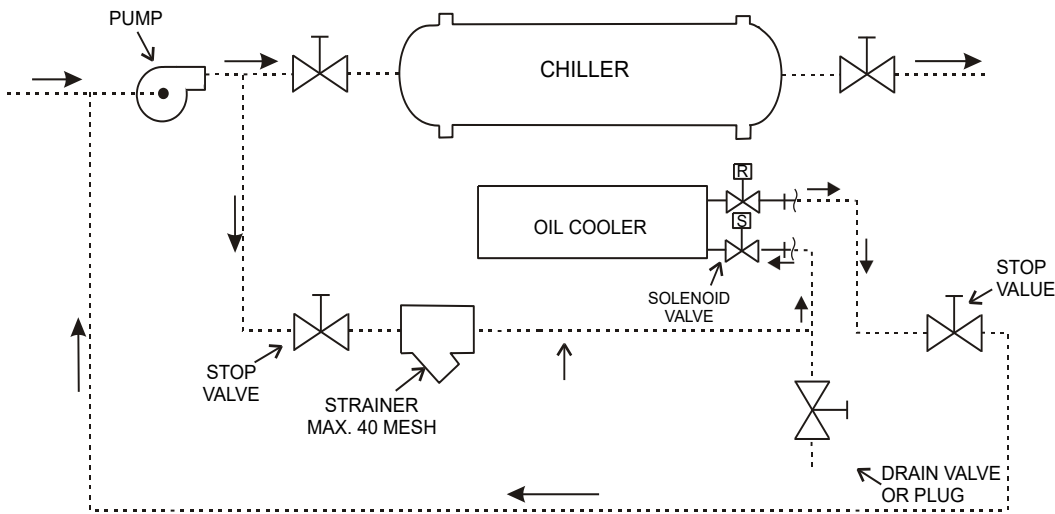 PUMP
CHILLER
R
OIL COOLER
S
SOLENOID
VALVE
STOP
VALUE
STOP
VALVE
STRAINER
MAX. 40 MESH
DRAIN VALVE
OR PLUG